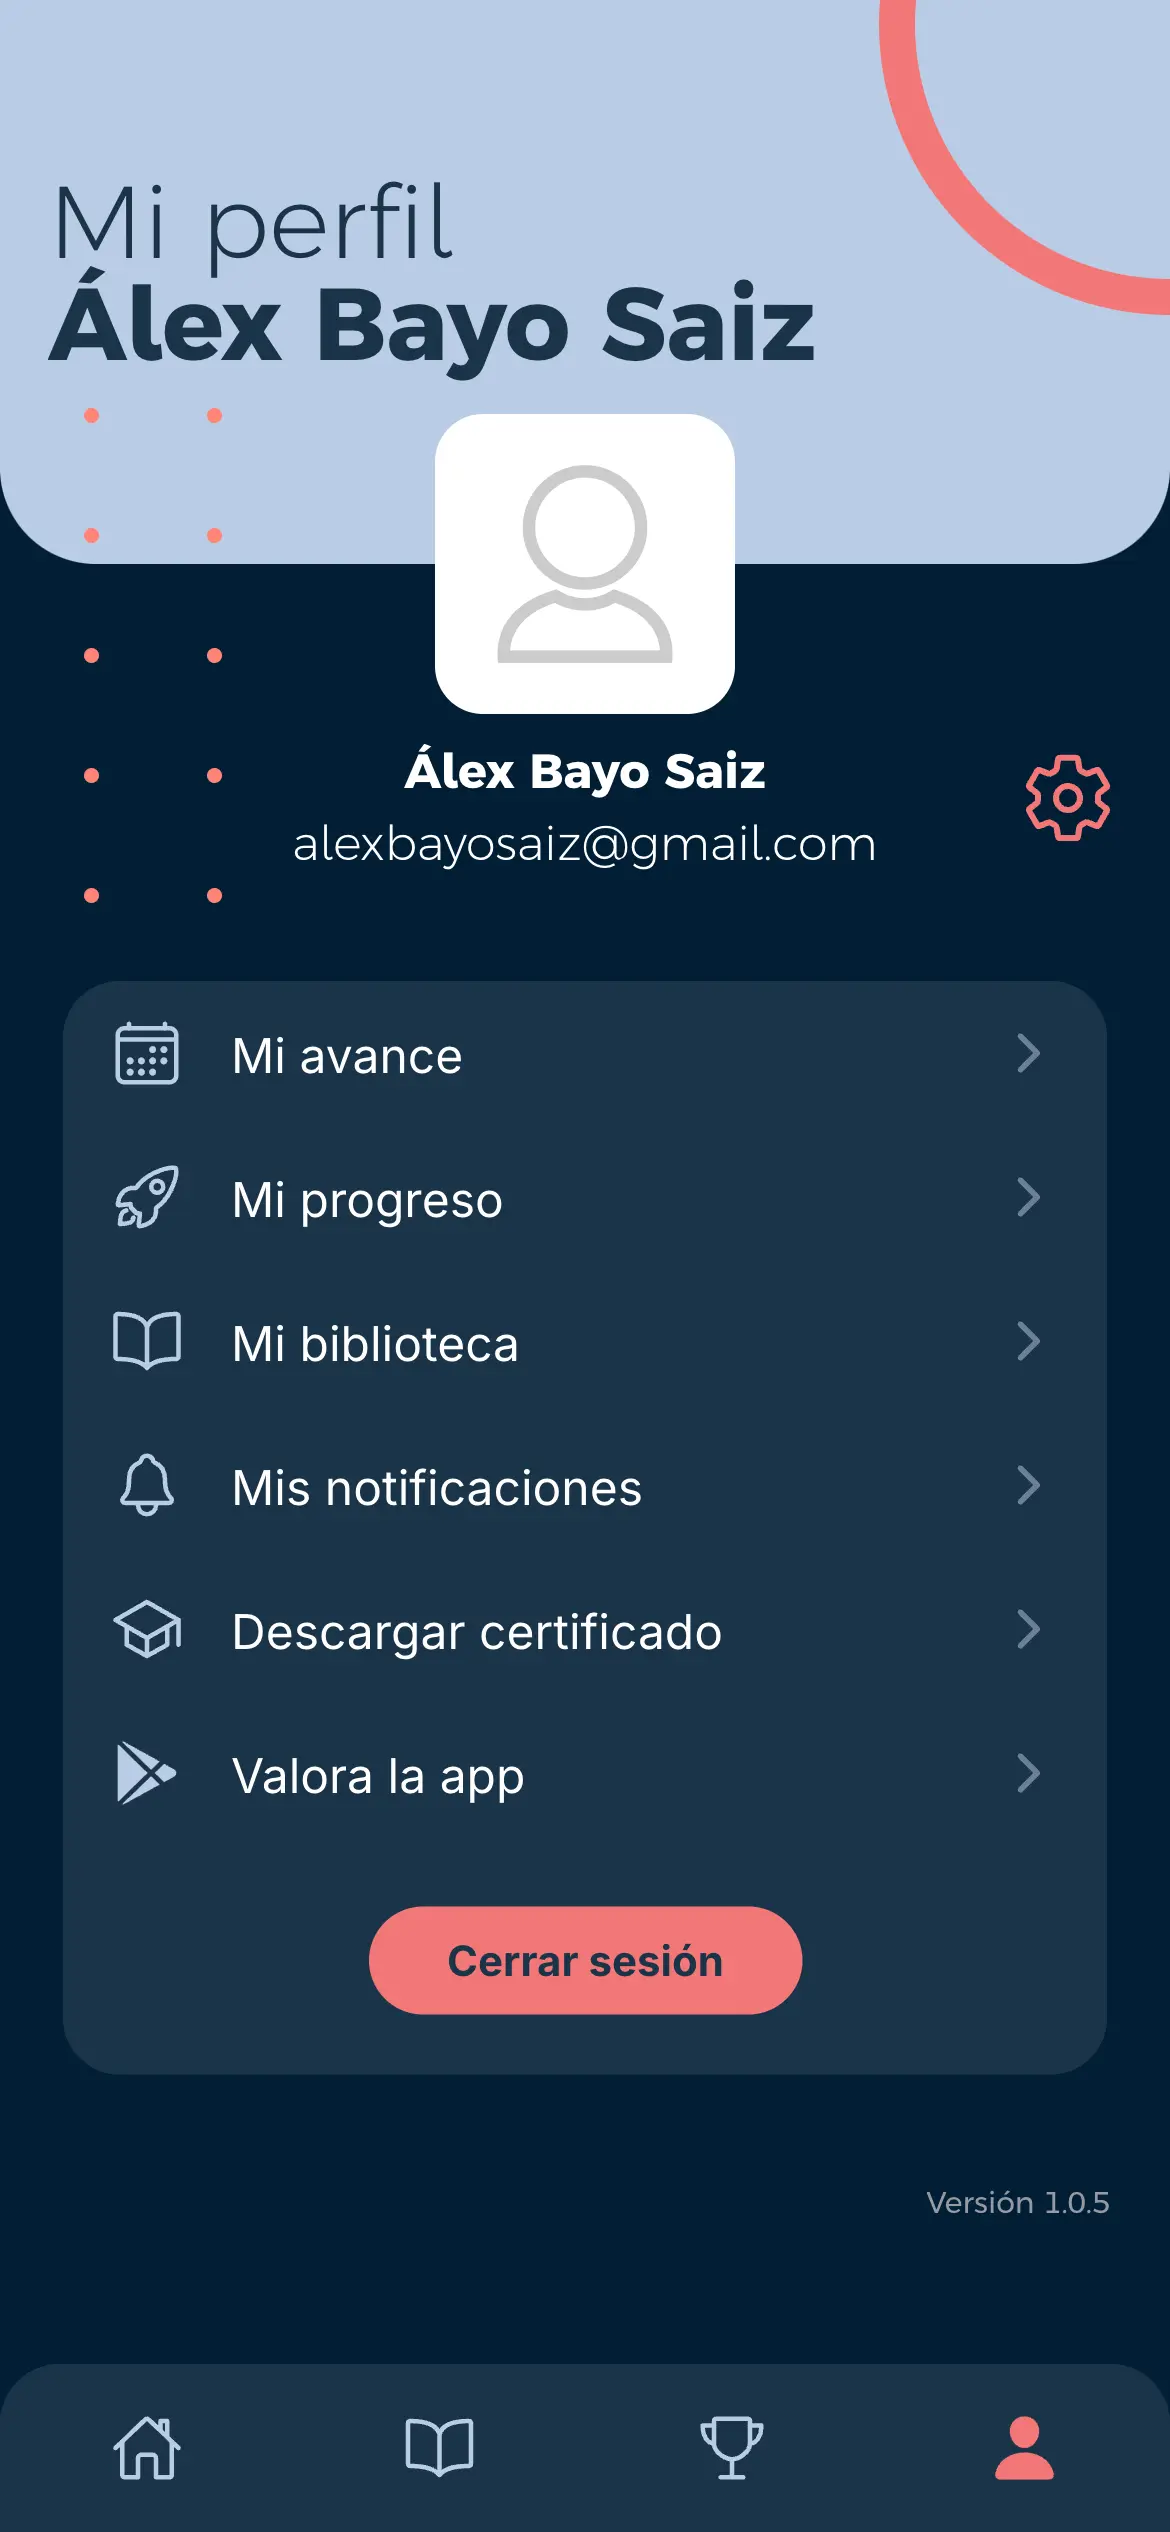 Mi perfil
Álex Bayo Saiz
Álex Bayo Saiz
alexbayosaiz@gmail.com
Mi avance
Mi progreso
Mi biblioteca
Mis notificaciones
Descargar certificado
Valora la app
Cerrar sesión
Versión 1.0.5